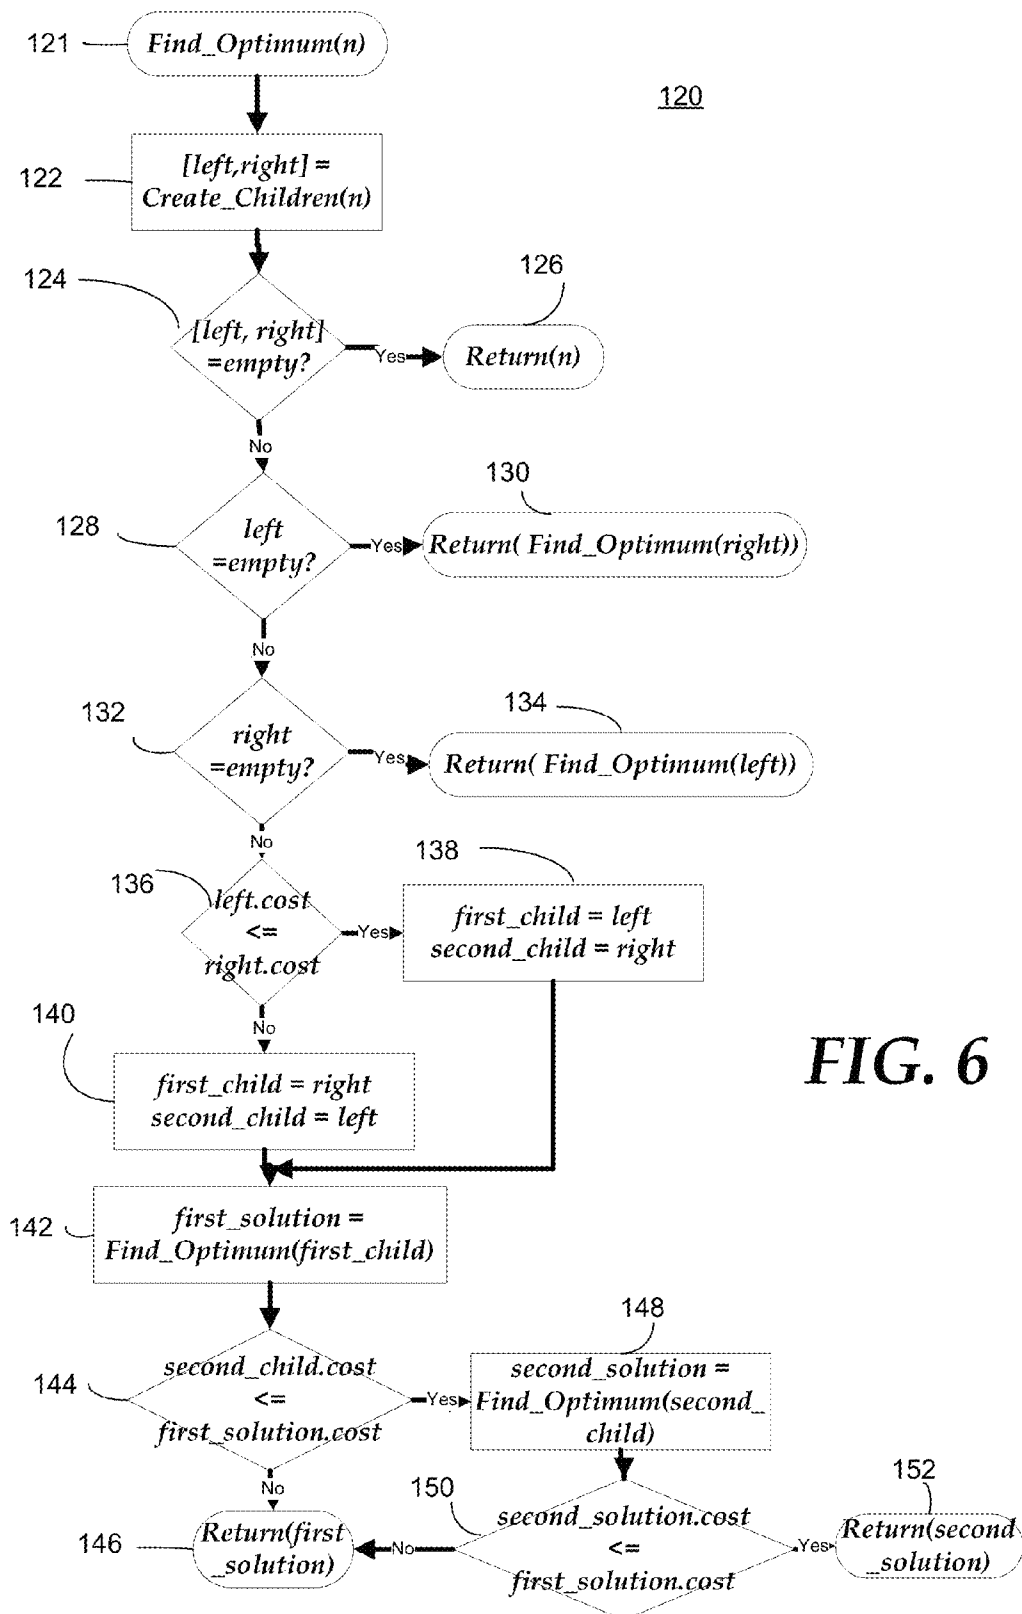 121
Find_Optimum(n)
120
122
[left,right] =
Create_Children(n)
124
126
[left, right]
=empty?
Yes
Return(n)
No
130
128
left
=empty?
Yes
Return( Find_Optimum(right))
No
134
132
right
=empty?
Yes
Return( Find_Optimum(left))
No
138
136
left.cost
<=
right.cost
Yes
first_child = left
second_child = right
No
140
first_child = right
second_child = left
FIG. 6
142
first_solution =
Find_Optimum(first_child)
148
144
second_child.cost
<=
first_solution.cost
Yes
second_solution =
Find_Optimum(second_
child)
No
150
152
146
Return(first
_solution)
No
second_solution.cost
<=
first_solution.cost
Yes
Return(second
_solution)